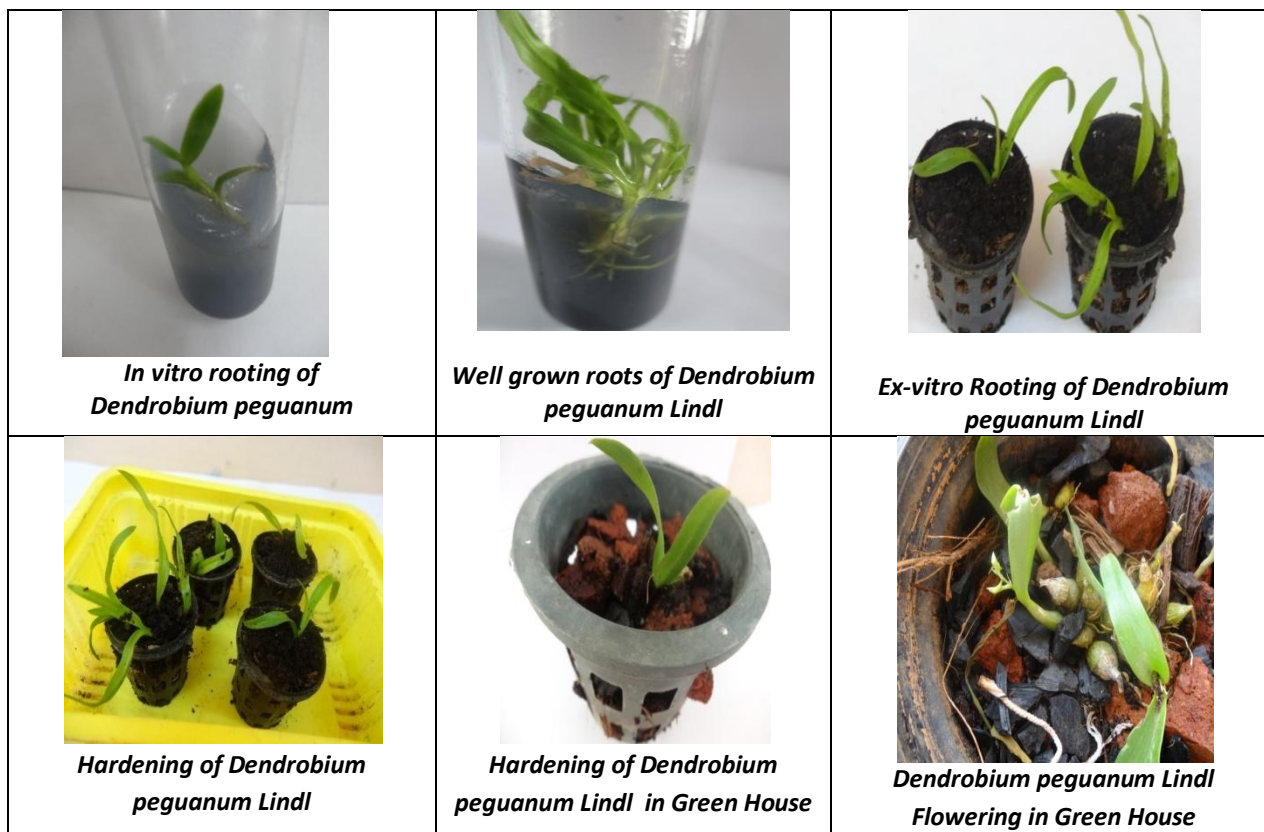 In vitro rooting of
Dendrobium peguanum
Well grown roots of Dendrobium
peguanum Lindl
Ex-vitro Rooting of Dendrobium
peguanum Lindl
Hardening of Dendrobium
peguanum Lindl
Hardening of Dendrobium
peguanum Lindl in Green House
Dendrobium peguanum Lindl
Flowering in Green House